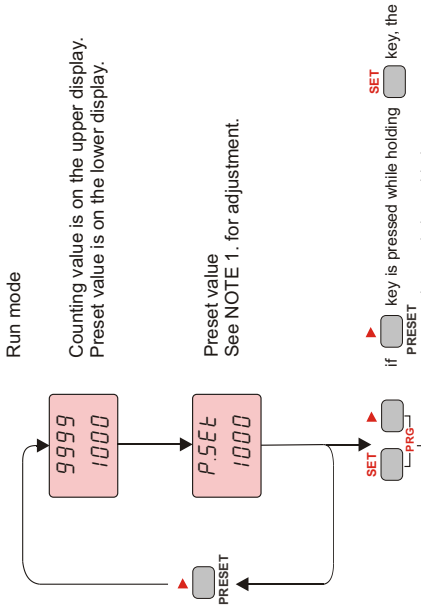 Run mode
9999
1000
Counting value is on the upper display.
Preset value is on the lower display.
P.SEt
1000
Preset value
See NOTE 1. for adjustment.
PRESET
SET
PRG
if
PRESET
key is pressed while holding
SET
key, the